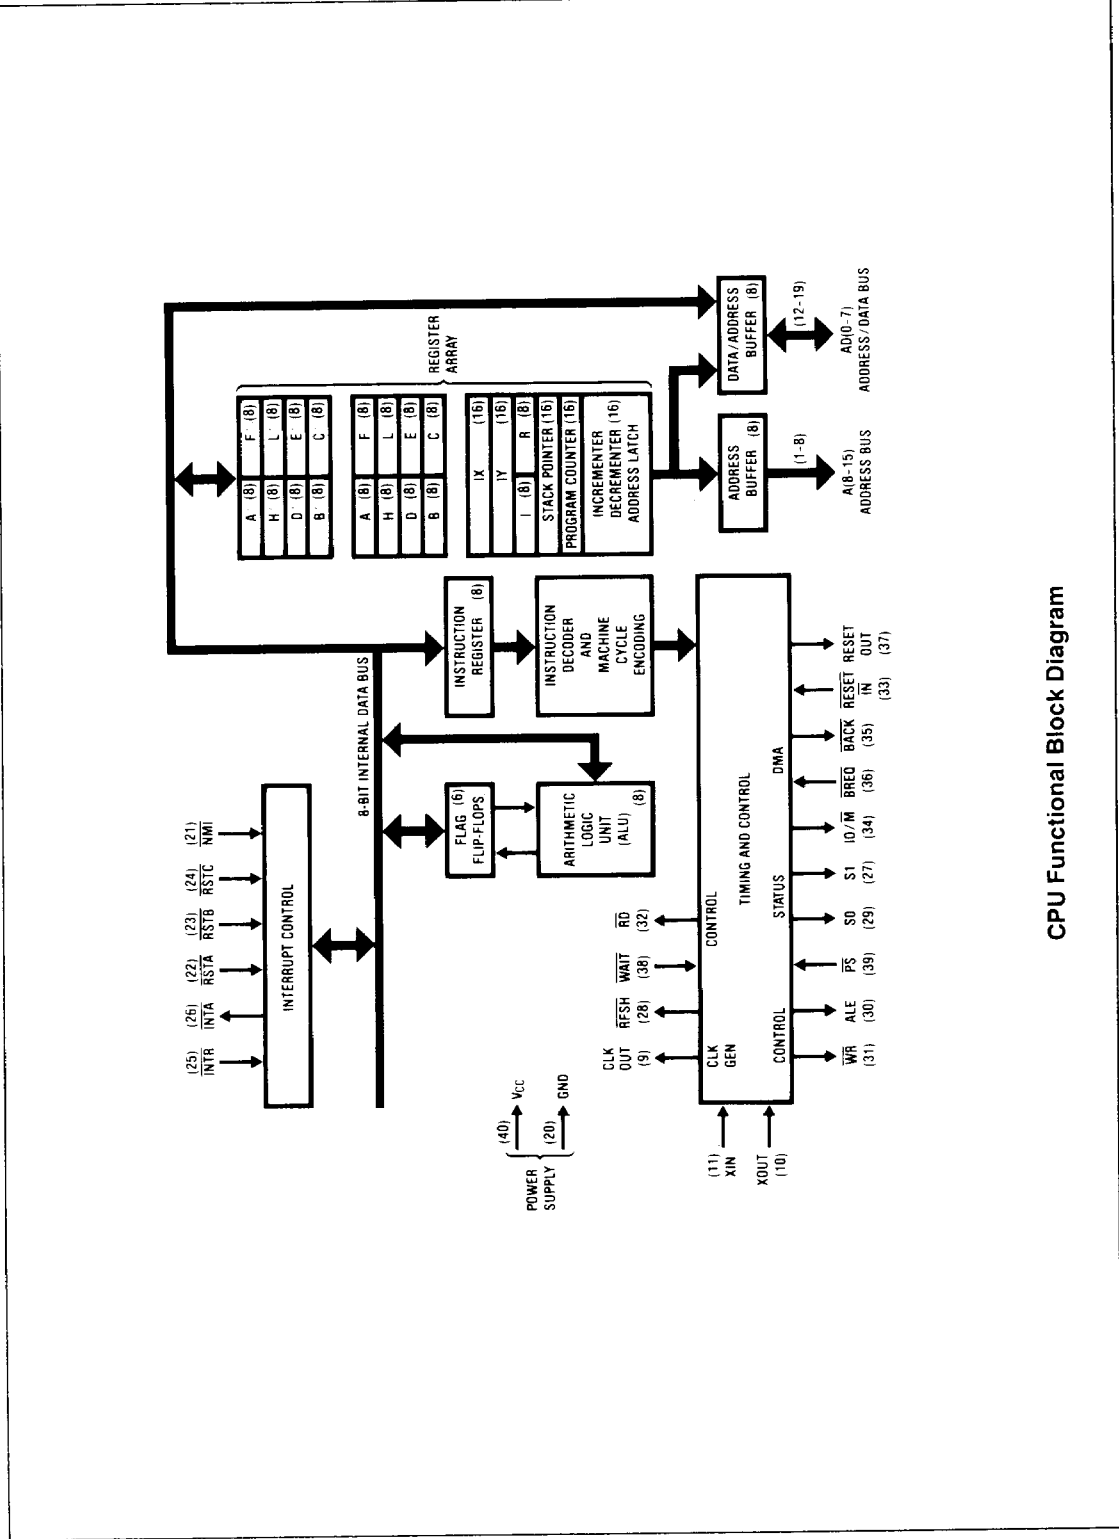 (25)
INTR
(26)
INTA
(22)
RSTA
(23)
RSTB
(24)
RSTC
(21)
NMI
INTERRUPT CONTROL
8-BIT INTERNAL DATA BUS
A' (8) F' (8)
H' (8) L' (8)
D' (8) E' (8)
B' (8) C' (8)
A (8) F (8)
H (8) L (8)
D (8) E (8)
B (8) C (8)
IX (16)
IY (16)
I (8) R (8)
STACK POINTER (16)
PROGRAM COUNTER (16)
INCREMENTER
DECREMENTER (16)
ADDRESS LATCH
REGISTER
ARRAY
FLAG (6)
FLIP-FLOPS
INSTRUCTION
REGISTER (8)
ARITHMETIC
LOGIC
UNIT
(ALU) (8)
INSTRUCTION
DECODER
AND
MACHINE
CYCLE
ENCODING
POWER
SUPPLY
(40)
VCC
(20)
GND
CLK
OUT
(9)
RFSH
(28)
WAIT
(38)
RD
(32)
(11)
XIN
XOUT
(10)
CLK
GEN
CONTROL
TIMING AND CONTROL
CONTROL
STATUS
DMA
WR
(31)
ALE
(30)
PS
(39)
S0
(29)
S1
(27)
IO/M
(34)
BREQ
(36)
BACK
(35)
RESET
IN
(33)
RESET
OUT
(37)
ADDRESS
BUFFER (8)
(1-8)
A(8-15)
ADDRESS BUS
DATA/ADDRESS
BUFFER (8)
(12-19)
AD(0-7)
ADDRESS/DATA BUS
CPU Functional Block Diagram